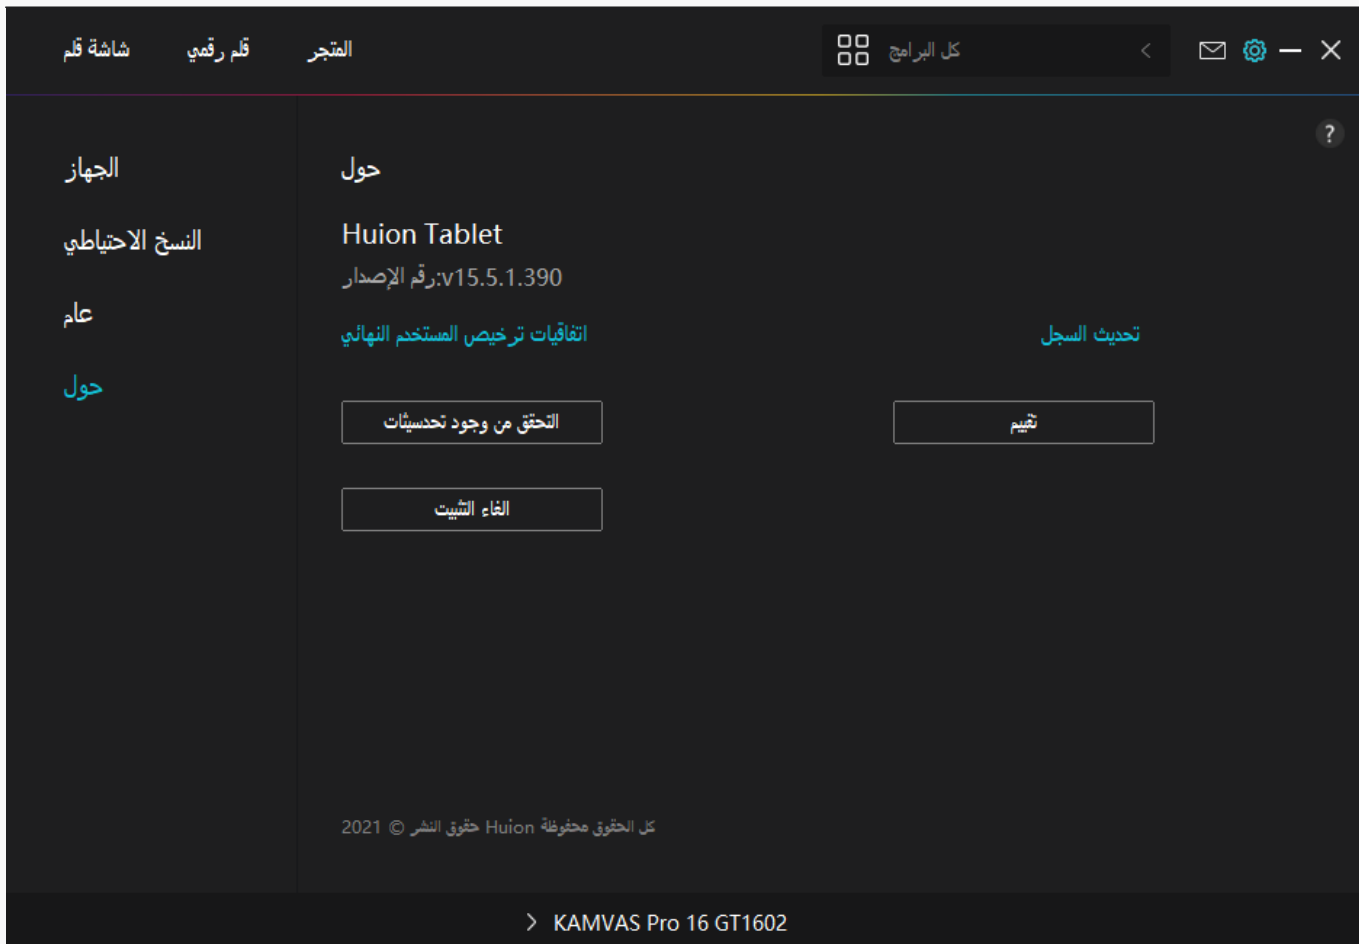 شاشة قلم
قلم رقمي
المتجر
كل البرامج
?
الجهاز
النسخ الاحتياطي
عام
حول
حول
Huion Tablet
رقم الإصدار:v15.5.1.390
اتفاقيات ترخيص المستخدم النهائي
تحديث السجل
التحقق من وجود تحدسيثات
تقييم
الغاء التثبيت
كل الحقوق محفوظة Huion حقوق النشر © 2021
KAMVAS Pro 16 GT1602